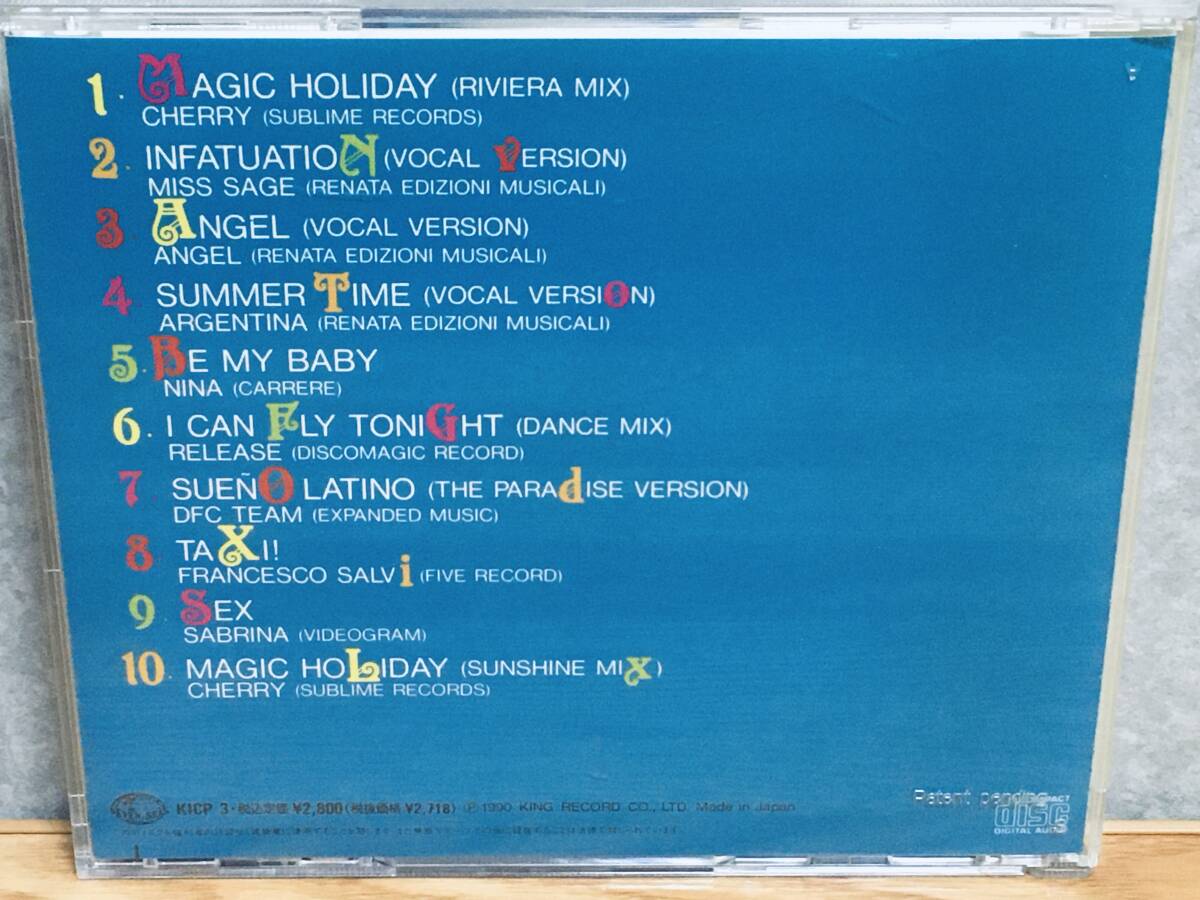 1. MAGIC HOLIDAY (RIVIERA MIX)
CHERRY (SUBLIME RECORDS)
2. INFATUATION (VOCAL VERSION)
MISS SAGE (RENATA EDIZIONI MUSICALI)
3. ANGEL (VOCAL VERSION)
ANGEL (RENATA EDIZIONI MUSICALI)
4. SUMMER TIME (VOCAL VERSION)
ARGENTINA (RENATA EDIZIONI MUSICALI)
5. BE MY BABY
NINA (CARRERE)
6. I CAN FLY TONIGHT (DANCE MIX)
RELEASE (DISCOMAGIC RECORD)
7. SUEÑO LATINO (THE PARAdISE VERSION)
DFC TEAM (EXPANDED MUSIC)
8. TAXI!
FRANCESCO SALVi (FIVE RECORD)
9. SEX
SABRINA (VIDEOGRAM)
10. MAGIC HOLIDAY (SUNSHINE MIX)
CHERRY (SUBLIME RECORDS)
KICP 3・税込定価¥2,800(税抜価格¥2,718) ℗1990 KING RECORD CO., LTD. Made in Japan
Patent pending
COMPACT
disc
DIGITAL AUDIO